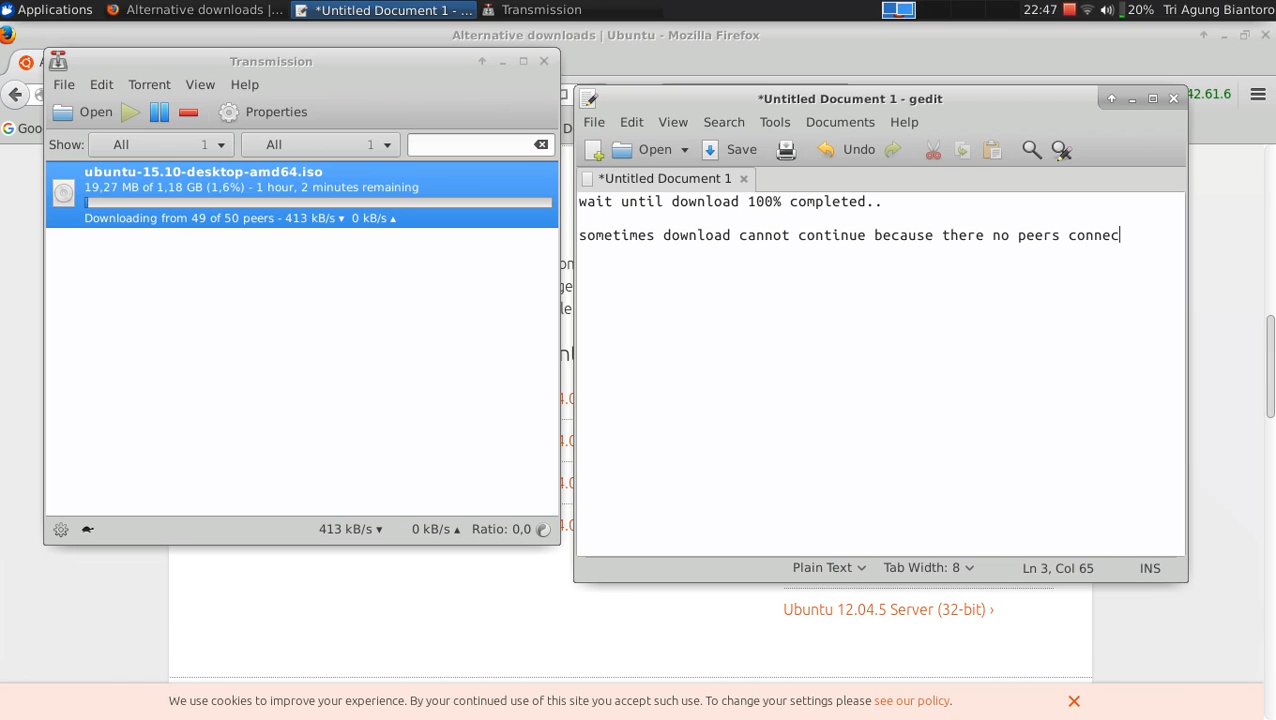 Applications
Alternative downloads |...
*Untitled Document 1 - ...
Transmission
22:47
20%
Tri Agung Biantoro
Alternative downloads | Ubuntu - Mozilla Firefox
Transmission
File Edit Torrent View Help
Open Properties
Show: All 1 All 1
ubuntu-15.10-desktop-amd64.iso
19,27 MB of 1,18 GB (1,6%) - 1 hour, 2 minutes remaining
Downloading from 49 of 50 peers - 413 kB/s 0 kB/s
413 kB/s 0 kB/s Ratio: 0,0
*Untitled Document 1 - gedit
File Edit View Search Tools Documents Help
Open Save Undo
*Untitled Document 1
wait until download 100% completed..
sometimes download cannot continue because there no peers connec
Plain Text Tab Width: 8 Ln 3, Col 65 INS
42.61.6
Goo
Ubuntu 12.04.5 Server (32-bit) ›
We use cookies to improve your experience. By your continued use of this site you accept such use. To change your settings please see our policy.